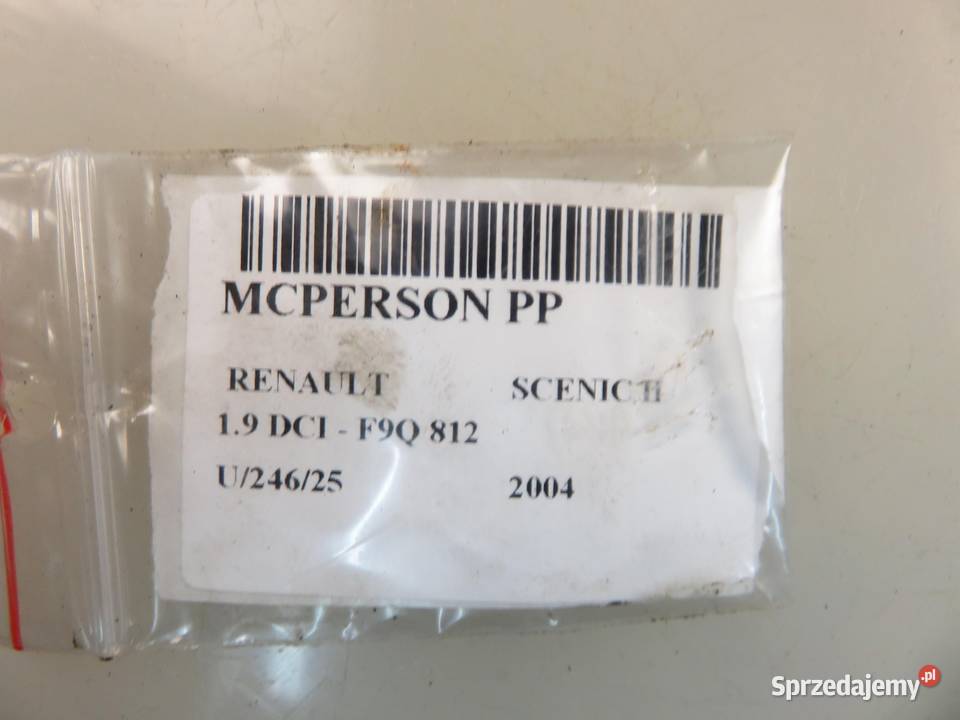 MCPERSON PP
RENAULT SCENIC II
1.9 DCI - F9Q 812
U/246/25 2004
Sprzedajemy.pl